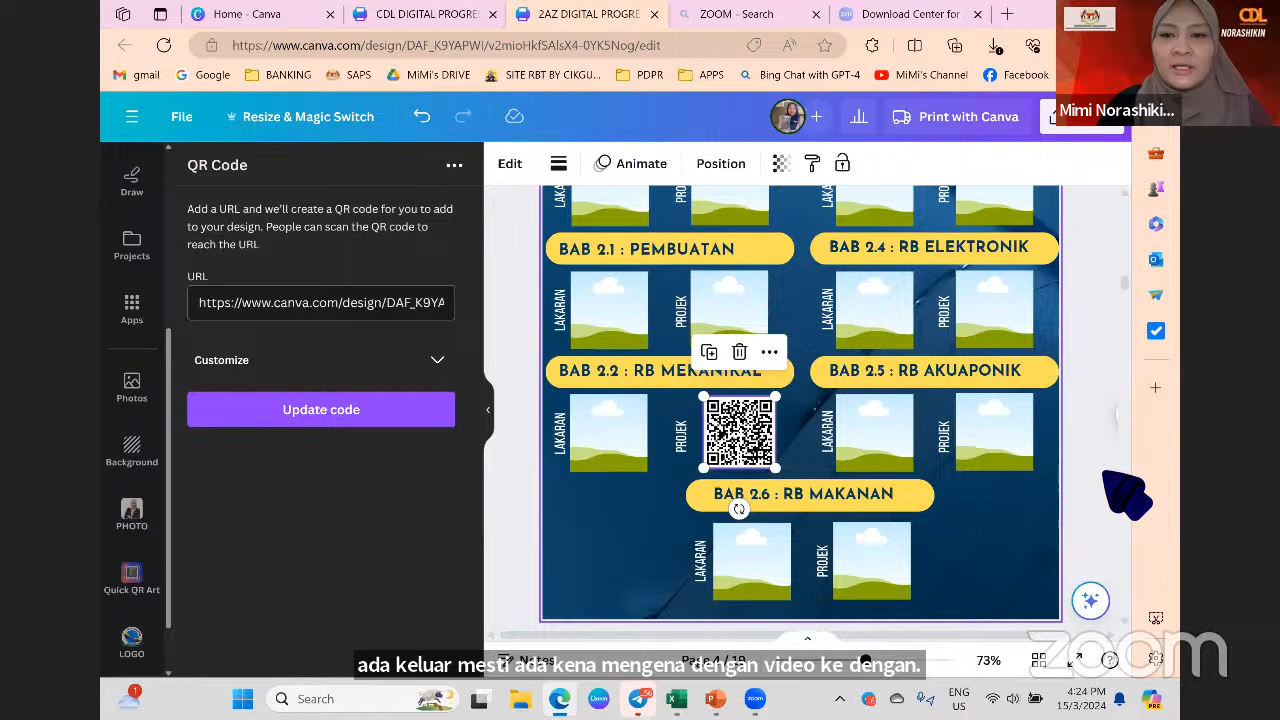 Home - Canva
CDL DIGITAL PROGRE
2AD DIGITAL PROGRE
ZOOM - Search
Download Center for
https://www.canva.com/design/DAF_K9YAPWI/v2mioHkfSzilsX4-0YK5Nog/edit
gmail
Google
BANKING
SAPS
MiMi's DRIVE
SITE RBT BY CIKGU...
PDPR
APPS
Bing Chat with GPT-4
MiMi's Channel
Facebook
CDL
NORASHIKIN
Mimi Norashiki...
File
Resize & Magic Switch
Print with Canva
QR Code
Edit
Animate
Position
Draw
Projects
Apps
Photos
Background
PHOTO
Quick QR Art
LOGO
Add a URL and we'll create a QR code for you to add
to your design. People can scan the QR code to
reach the URL
URL
https://www.canva.com/design/DAF_K9YA
Customize
Update code
LAKARAN
LAKARAN
BAB 2.1 : PEMBUATAN
BAB 2.4 : RB ELEKTRONIK
LAKARAN
PROJEK
LAKARAN
PROJEK
BAB 2.2 : RB MEKANIKAL
BAB 2.5 : RB AKUAPONIK
LAKARAN
PROJEK
LAKARAN
PROJEK
BAB 2.6 : RB MAKANAN
LAKARAN
PROJEK
ada keluar mesti ada kena mengena dengan video ke dengan.
73%
zoom
1
Search
56
ENG
US
4:24 PM
15/3/2024
PRE